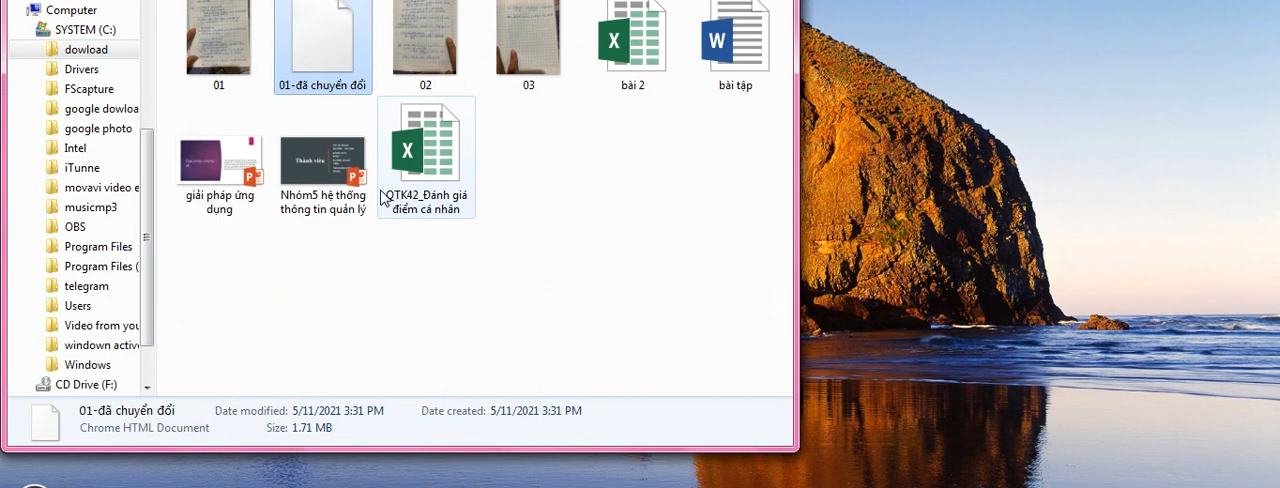 Computer
SYSTEM (C:)
dowload
Drivers
FScapture
google dowloa
google photo
Intel
iTunne
movavi video e
musicmp3
OBS
Program Files
Program Files (
telegram
Users
Video from you
windown active
Windows
CD Drive (F:)
01
01-đã chuyển đổi
02
03
bài 2
bài tập
giải pháp ứng
dụng
Thành viên
Nhóm5 hệ thống
thông tin quản lý
QTK42_Đánh giá
điểm cá nhân
01-đã chuyển đổi
Date modified: 5/11/2021 3:31 PM
Date created: 5/11/2021 3:31 PM
Chrome HTML Document
Size: 1.71 MB